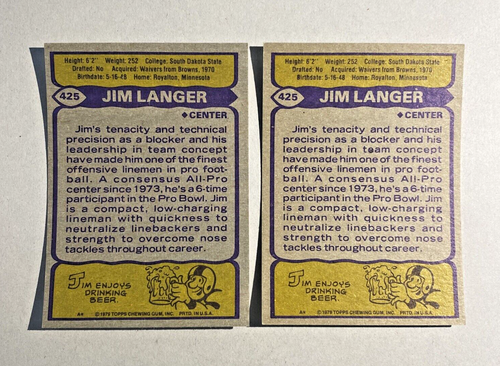 Height: 6'2" Weight: 252 College: South Dakota State
Drafted: No Acquired: Waivers from Browns, 1970
Birthdate: 5-16-48 Home: Royalton, Minnesota
425 JIM LANGER
◆CENTER
Jim's tenacity and technical
precision as a blocker and his
leadership in team concept
have made him one of the finest
offensive linemen in pro foot-
ball. A consensus All-Pro
center since 1973, he's a 6-time
participant in the Pro Bowl. Jim
is a compact, low-charging
lineman with quickness to
neutralize linebackers and
strength to overcome nose
tackles throughout career.
JIM ENJOYS
DRINKING
BEER
© 1979 TOPPS CHEWING GUM, INC. PRTD. IN U.S.A.
Height: 6'2" Weight: 252 College: South Dakota State
Drafted: No Acquired: Waivers from Browns, 1970
Birthdate: 5-16-48 Home: Royalton, Minnesota
425 JIM LANGER
◆CENTER
Jim's tenacity and technical
precision as a blocker and his
leadership in team concept
have made him one of the finest
offensive linemen in pro foot-
ball. A consensus All-Pro
center since 1973, he's a 6-time
participant in the Pro Bowl. Jim
is a compact, low-charging
lineman with quickness to
neutralize linebackers and
strength to overcome nose
tackles throughout career.
JIM ENJOYS
DRINKING
BEER
© 1979 TOPPS CHEWING GUM, INC. PRTD. IN U.S.A.